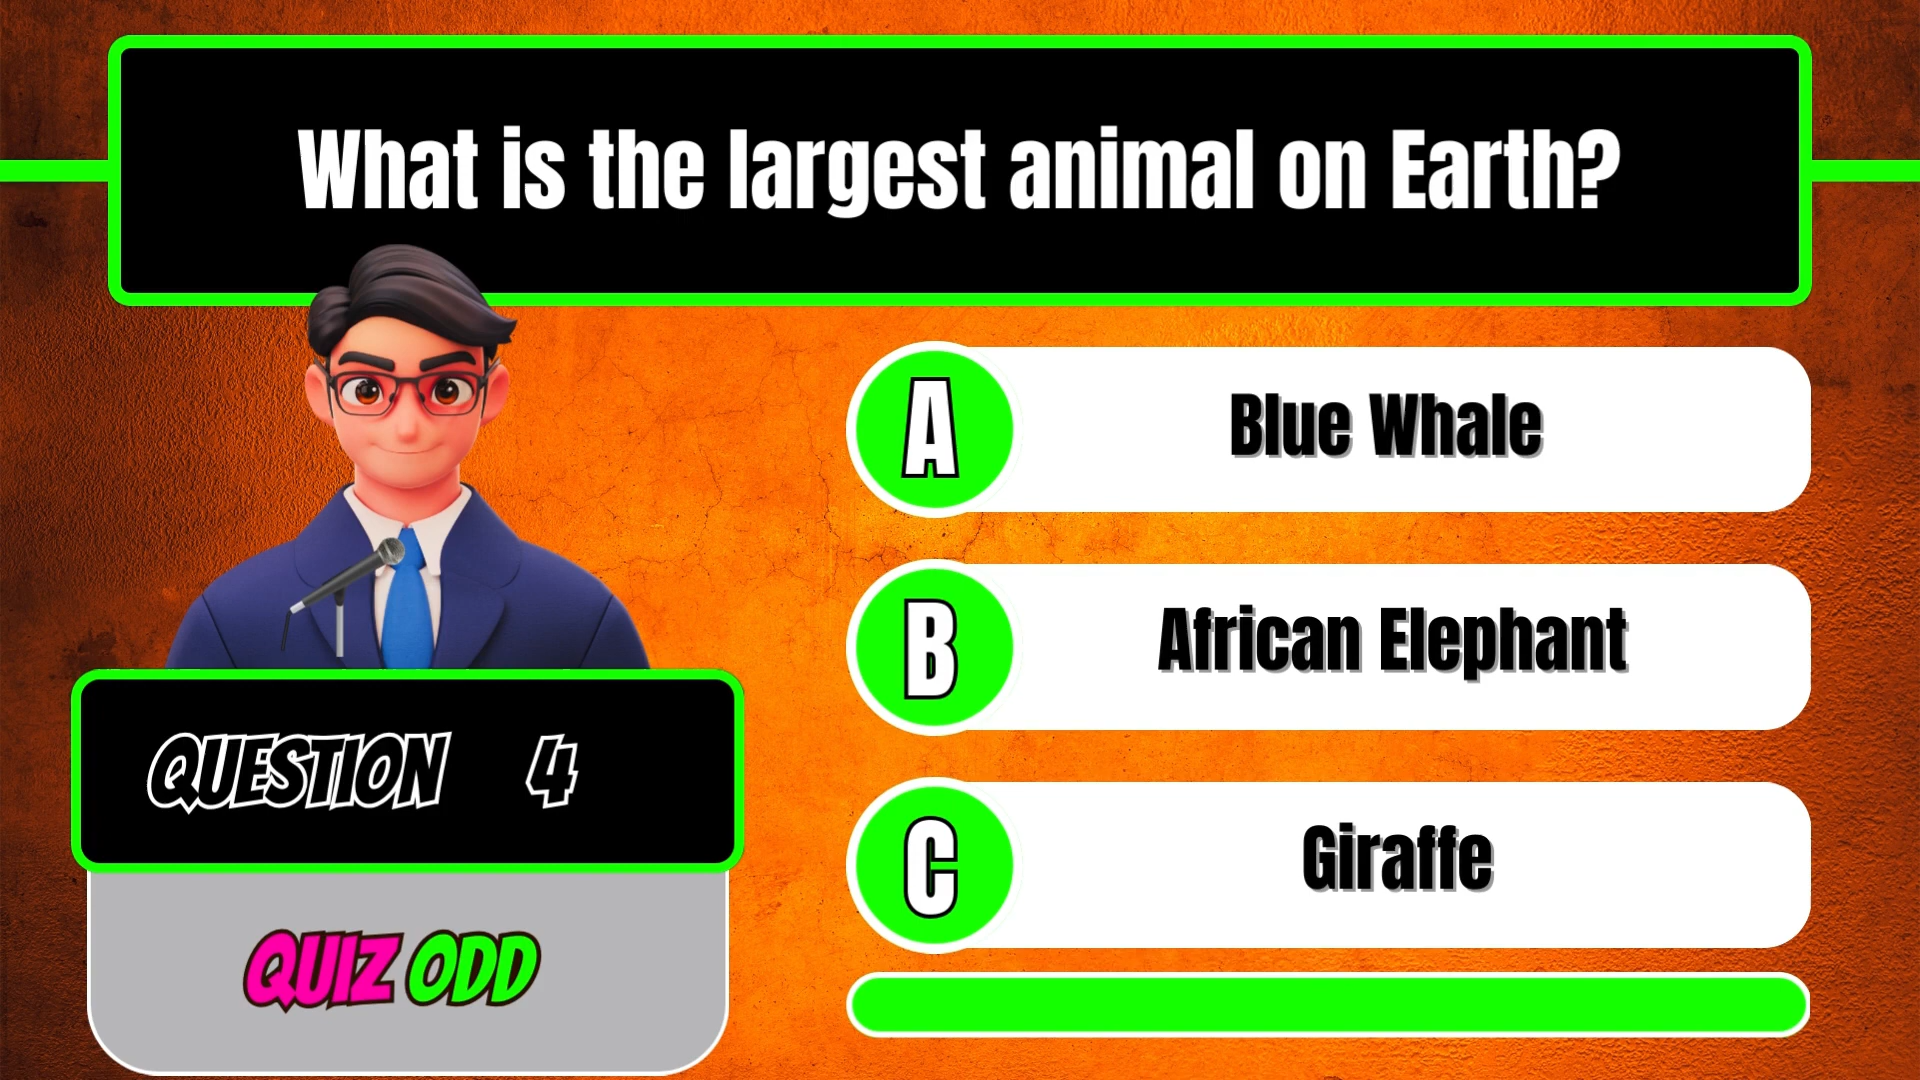 What is the largest animal on Earth?
A
Blue Whale
B
African Elephant
C
Giraffe
QUESTION 4
QUIZ ODD